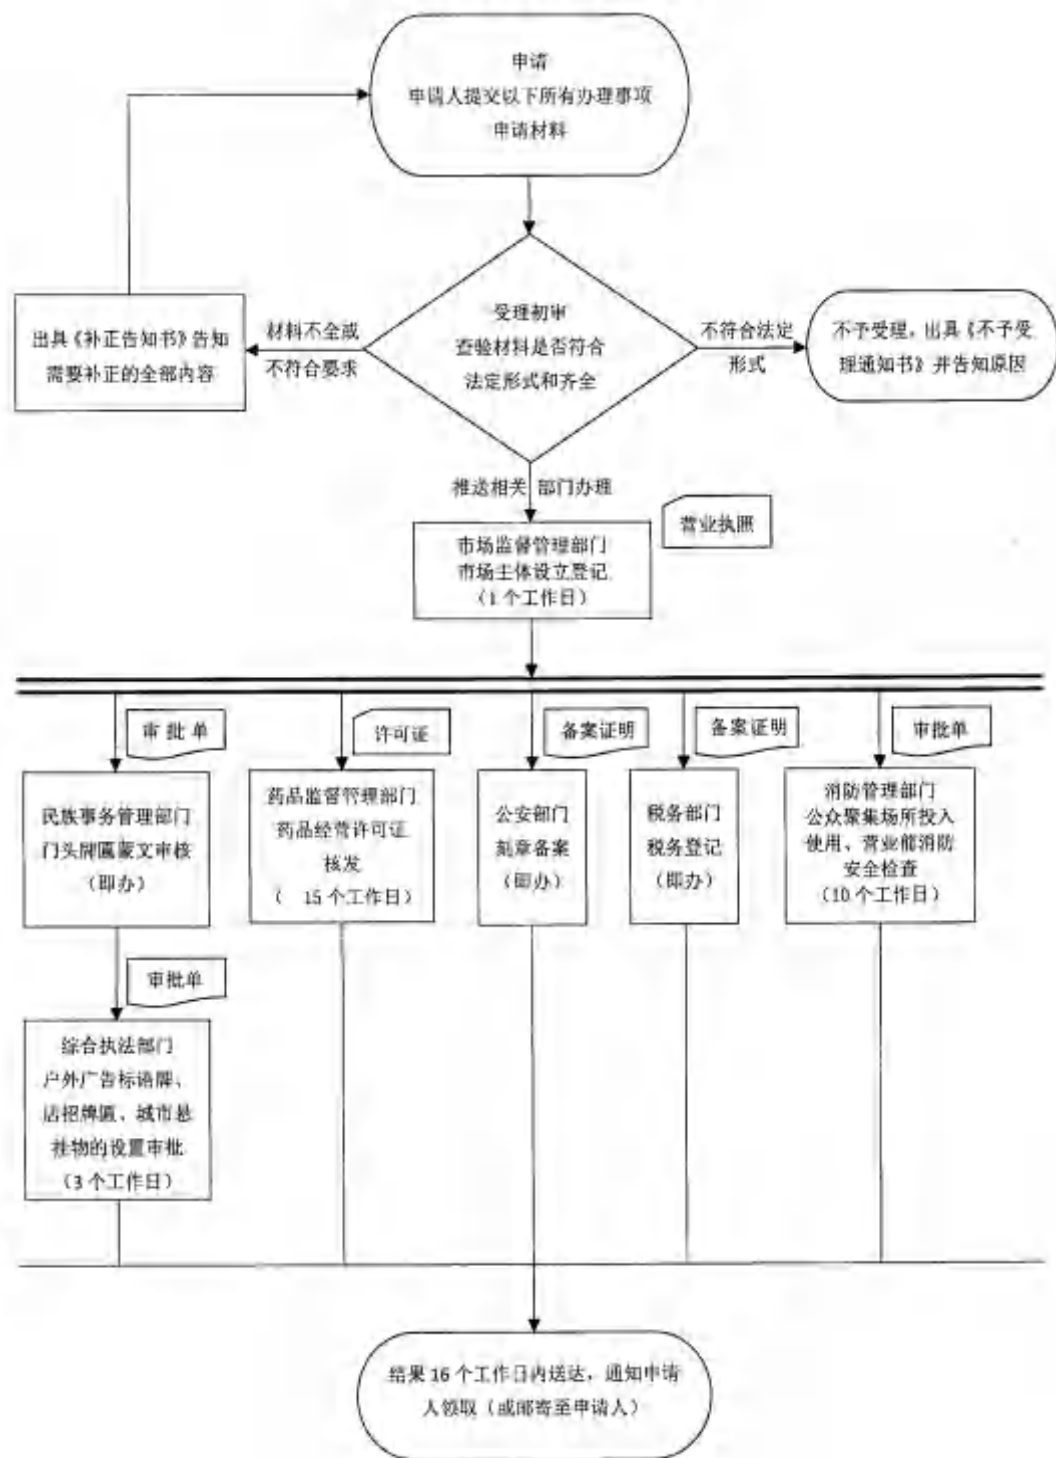 申请
申请人提交以下所有办理事项
申请材料
受理初审
查验材料是否符合
法定形式和齐全
材料不全或
不符合要求
出具《补正告知书》告知
需要补正的全部内容
不符合法定
形式
不予受理，出具《不予受
理通知书》并告知原因
推送相关 部门办理
营业执照
市场监督管理部门
市场主体设立登记
（1 个工作日）
审 批 单
许可证
备案证明
备案证明
审批单
民族事务管理部门
门头牌匾蒙文审核
（即办）
药品监督管理部门
药品经营许可证
核发
（ 15 个工作日）
公安部门
刻章备案
（即办）
税务部门
税务登记
（即办）
消防管理部门
公众聚集场所投入
使用、营业前消防
安全检查
（10 个工作日）
审批单
综合执法部门
户外广告标语牌、
店招牌匾、城市悬
挂物的设置审批
（3 个工作日）
结果 16 个工作日内送达，通知申请
人领取（或邮寄至申请人）